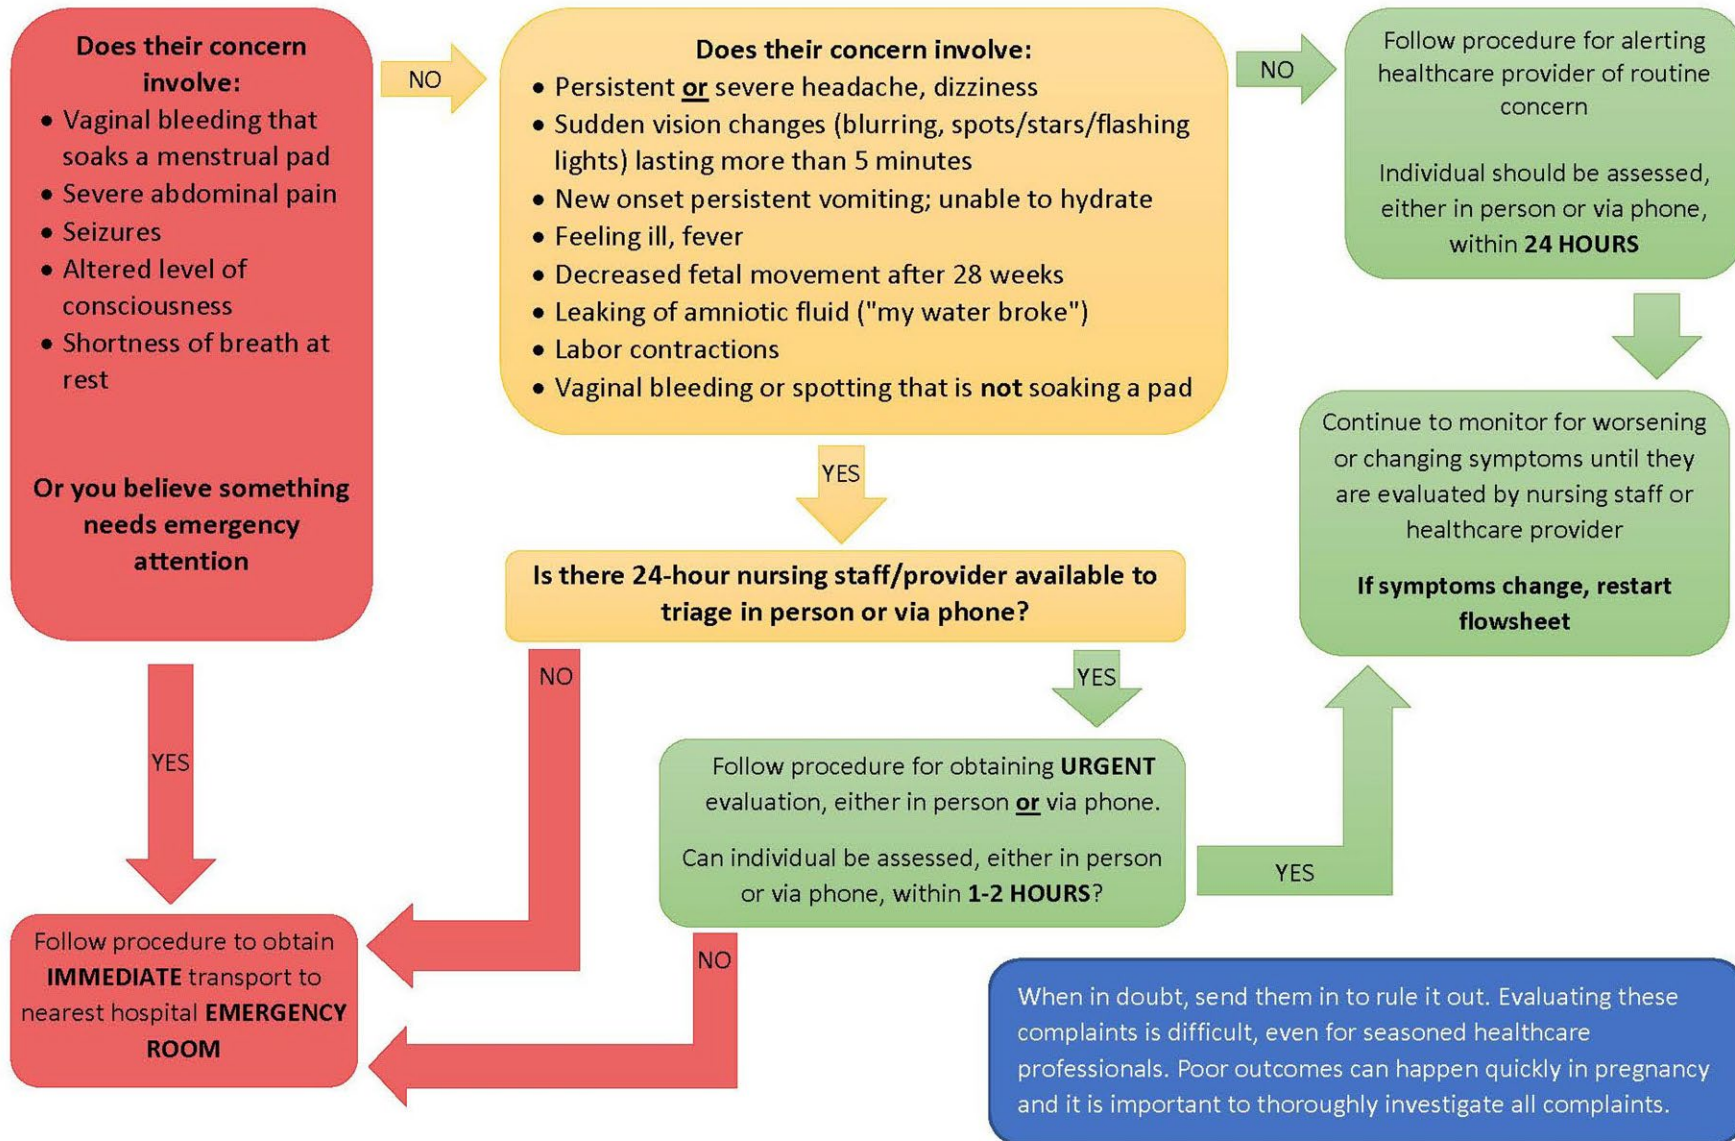 Does their concern
involve:
• Vaginal bleeding that
soaks a menstrual pad
• Severe abdominal pain
• Seizures
• Altered level of
consciousness
• Shortness of breath at
rest
Or you believe something
needs emergency
attention
NO
Does their concern involve:
• Persistent or severe headache, dizziness
• Sudden vision changes (blurring, spots/stars/flashing
lights) lasting more than 5 minutes
• New onset persistent vomiting; unable to hydrate
• Feeling ill, fever
• Decreased fetal movement after 28 weeks
• Leaking of amniotic fluid ("my water broke")
• Labor contractions
• Vaginal bleeding or spotting that is not soaking a pad
NO
Follow procedure for alerting
healthcare provider of routine
concern
Individual should be assessed,
either in person or via phone,
within 24 HOURS
Continue to monitor for worsening
or changing symptoms until they
are evaluated by nursing staff or
healthcare provider
If symptoms change, restart
flowsheet
YES
Is there 24-hour nursing staff/provider available to
triage in person or via phone?
NO
YES
YES
Follow procedure for obtaining URGENT
evaluation, either in person or via phone.
Can individual be assessed, either in person
or via phone, within 1-2 HOURS?
YES
NO
Follow procedure to obtain
IMMEDIATE transport to
nearest hospital EMERGENCY
ROOM
When in doubt, send them in to rule it out. Evaluating these
complaints is difficult, even for seasoned healthcare
professionals. Poor outcomes can happen quickly in pregnancy
and it is important to thoroughly investigate all complaints.